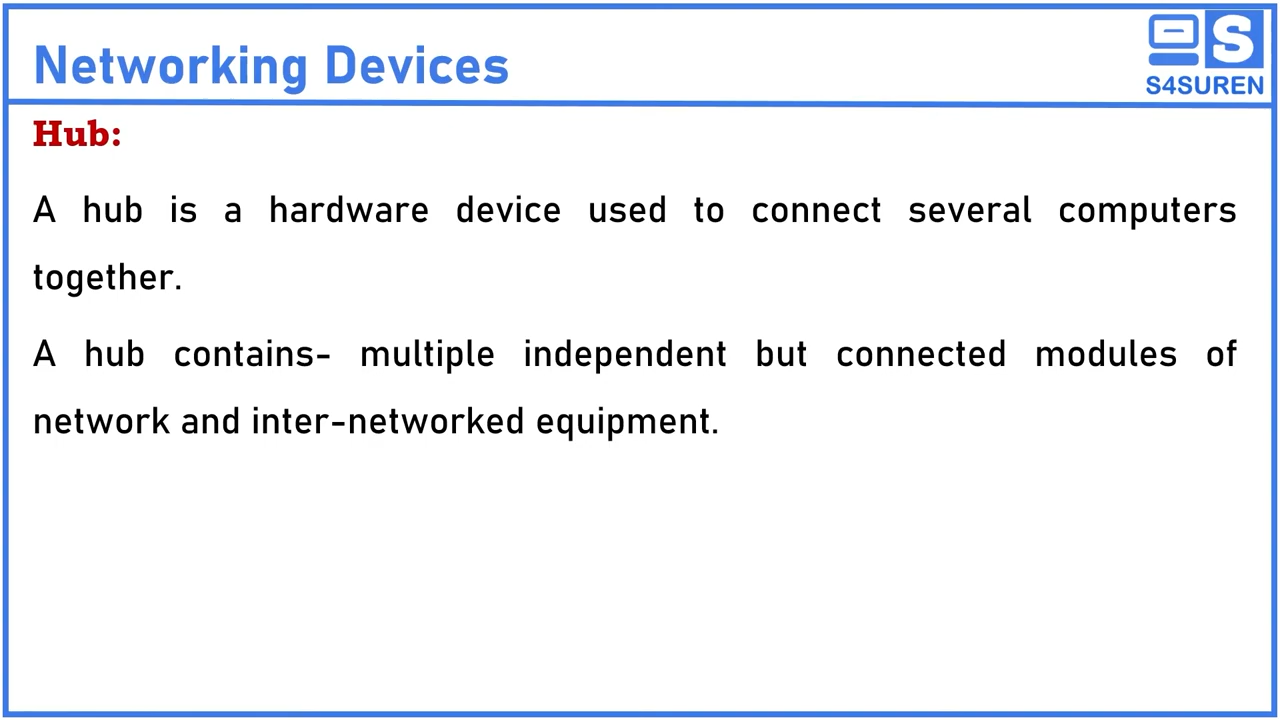 Networking Devices
S
S4SUREN
Hub:
A hub is a hardware device used to connect several computers
together.
A hub contains- multiple independent but connected modules of
network and inter-networked equipment.